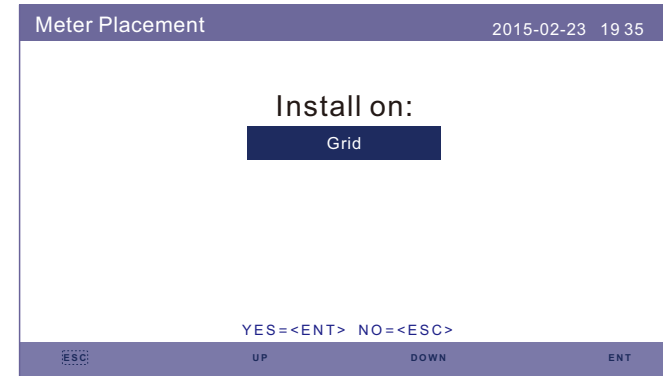 Meter Placement 2015-02-23 19 35
Install on:
Grid
YES=<ENT> NO=<ESC>
ESC UP DOWN ENT